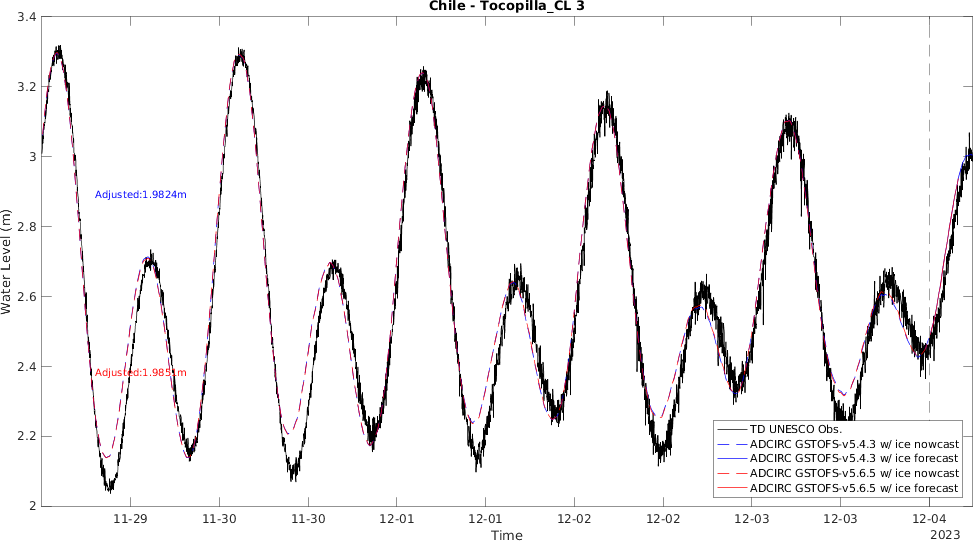 Chile - Tocopilla_CL 3
3.4
3.2
3
2.8
2.6
2.4
2.2
2
Water Level (m)
Adjusted:1.9824m
Adjusted:1.9851m
TD UNESCO Obs.
ADCIRC GSTOFS-v5.4.3 w/ ice nowcast
ADCIRC GSTOFS-v5.4.3 w/ ice forecast
ADCIRC GSTOFS-v5.6.5 w/ ice nowcast
ADCIRC GSTOFS-v5.6.5 w/ ice forecast
11-29 11-30 11-30 12-01 12-01 12-02 12-02 12-03 12-03 12-04
Time
2023